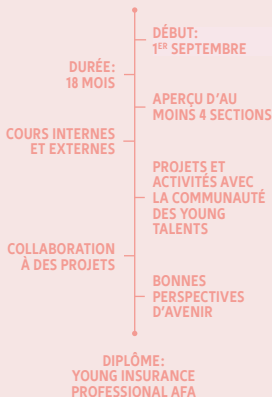 DÉBUT:
1ER SEPTEMBRE
DURÉE:
18 MOIS
APERÇU D'AU
MOINS 4 SECTIONS
COURS INTERNES
ET EXTERNES
PROJETS ET
ACTIVITÉS AVEC
LA COMMUNAUTÉ
DES YOUNG
TALENTS
COLLABORATION
À DES PROJETS
BONNES
PERSPECTIVES
D'AVENIR
DIPLÔME:
YOUNG INSURANCE
PROFESSIONAL AFA